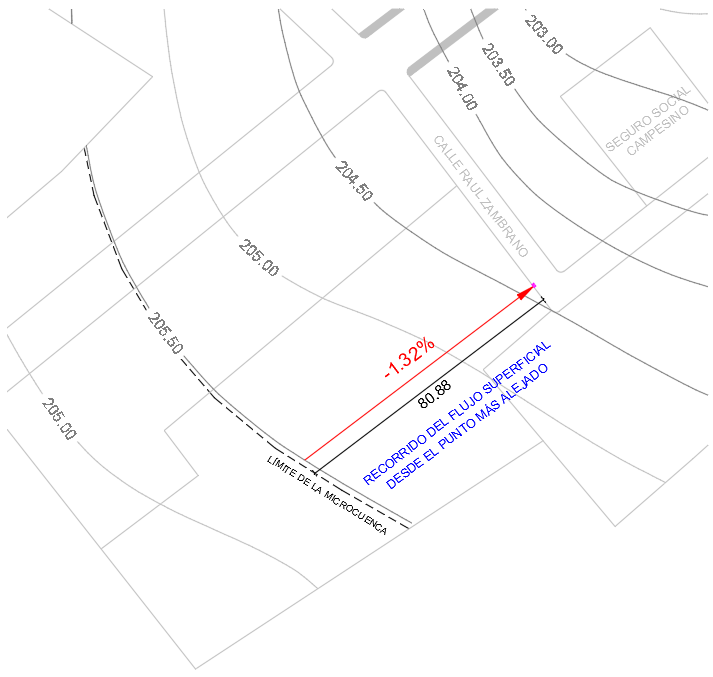 203.00
203.50
204.00
SEGURO SOCIAL
CAMPESINO
CALLE RAUL ZAMBRANO
204.50
205.00
205.50
205.00
-1.32%
80.88
RECORRIDO DEL FLUJO SUPERFICIAL
DESDE EL PUNTO MÁS ALEJADO
LÍMITE DE LA MICROCUENCA